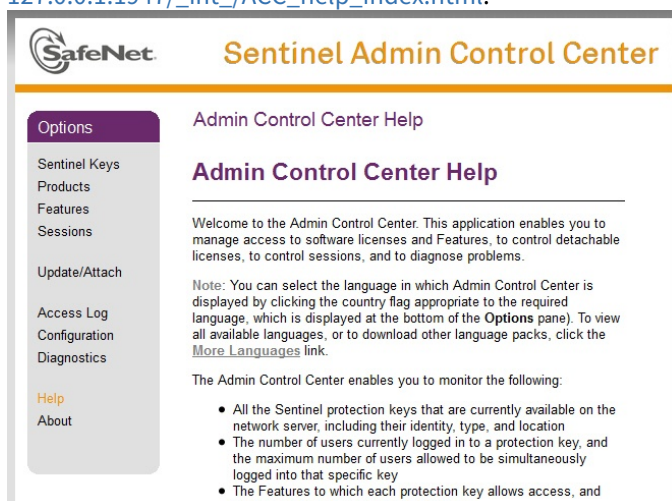 127.0.0.1:1947/_int_/ACC_help_index.html.
SafeNet.
Sentinel Admin Control Center
Options
Sentinel Keys
Products
Features
Sessions
Update/Attach
Access Log
Configuration
Diagnostics
Help
About
Admin Control Center Help
Admin Control Center Help
Welcome to the Admin Control Center. This application enables you to
manage access to software licenses and Features, to control detachable
licenses, to control sessions, and to diagnose problems.
Note: You can select the language in which Admin Control Center is
displayed by clicking the country flag appropriate to the required
language, which is displayed at the bottom of the Options pane). To view
all available languages, or to download other language packs, click the
More Languages link.
The Admin Control Center enables you to monitor the following:
• All the Sentinel protection keys that are currently available on the
network server, including their identity, type, and location
• The number of users currently logged in to a protection key, and
the maximum number of users allowed to be simultaneously
logged into that specific key
• The Features to which each protection key allows access, and